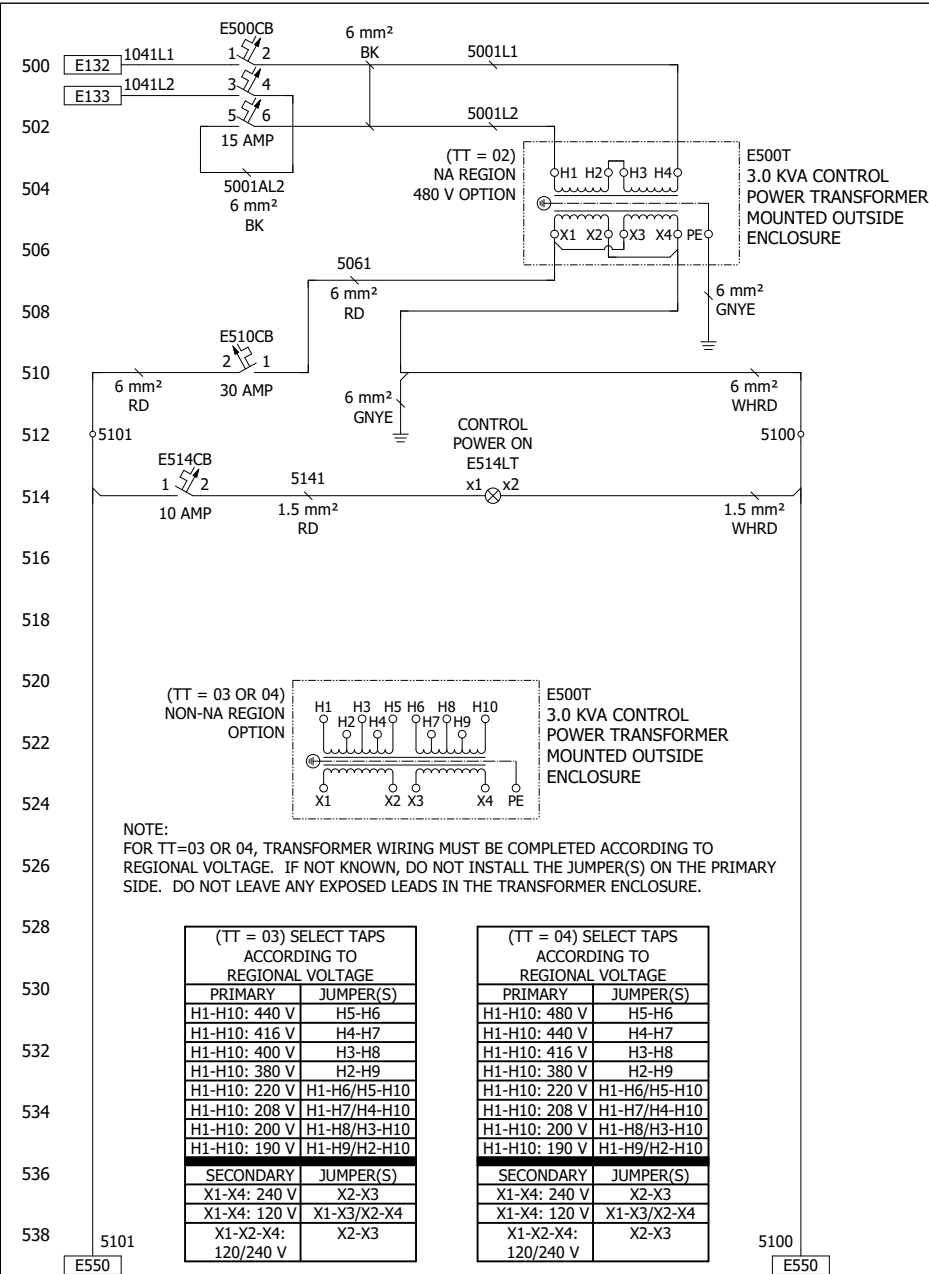 E500CB
6 mm²
BK
500
E132
1041L1
1
2
5001L1
E133
1041L2
3
4
5
6
502
15 AMP
5001L2
5001AL2
6 mm²
BK
504
(TT = 02)
NA REGION
480 V OPTION
H1 H2 H3 H4
X1 X2 X3 X4 PE
E500T
3.0 KVA CONTROL
POWER TRANSFORMER
MOUNTED OUTSIDE
ENCLOSURE
506
5061
6 mm²
RD
6 mm²
GNYE
508
E510CB
2 1
30 AMP
510
6 mm²
RD
6 mm²
GNYE
6 mm²
WHRD
512
5101
CONTROL
POWER ON
E514LT
x1 x2
5100
E514CB
1 2
10 AMP
514
5141
1.5 mm²
RD
1.5 mm²
WHRD
516
518
520
(TT = 03 OR 04)
NON-NA REGION
OPTION
H1 H3 H5 H6 H8 H10
H2 H4 H7 H9
X1 X2 X3 X4 PE
E500T
3.0 KVA CONTROL
POWER TRANSFORMER
MOUNTED OUTSIDE
ENCLOSURE
522
524
NOTE:
FOR TT=03 OR 04, TRANSFORMER WIRING MUST BE COMPLETED ACCORDING TO
526
REGIONAL VOLTAGE. IF NOT KNOWN, DO NOT INSTALL THE JUMPER(S) ON THE PRIMARY
SIDE. DO NOT LEAVE ANY EXPOSED LEADS IN THE TRANSFORMER ENCLOSURE.
528
530
532
534
536
538
(TT = 03) SELECT TAPS
ACCORDING TO
REGIONAL VOLTAGE
PRIMARY JUMPER(S)
H1-H10: 440 V H5-H6
H1-H10: 416 V H4-H7
H1-H10: 400 V H3-H8
H1-H10: 380 V H2-H9
H1-H10: 220 V H1-H6/H5-H10
H1-H10: 208 V H1-H7/H4-H10
H1-H10: 200 V H1-H8/H3-H10
H1-H10: 190 V H1-H9/H2-H10
SECONDARY JUMPER(S)
X1-X4: 240 V X2-X3
X1-X4: 120 V X1-X3/X2-X4
X1-X2-X4: X2-X3
120/240 V
(TT = 04) SELECT TAPS
ACCORDING TO
REGIONAL VOLTAGE
PRIMARY JUMPER(S)
H1-H10: 480 V H5-H6
H1-H10: 440 V H4-H7
H1-H10: 416 V H3-H8
H1-H10: 380 V H2-H9
H1-H10: 220 V H1-H6/H5-H10
H1-H10: 208 V H1-H7/H4-H10
H1-H10: 200 V H1-H8/H3-H10
H1-H10: 190 V H1-H9/H2-H10
SECONDARY JUMPER(S)
X1-X4: 240 V X2-X3
X1-X4: 120 V X1-X3/X2-X4
X1-X2-X4: X2-X3
120/240 V
5101
E550
5100
E550